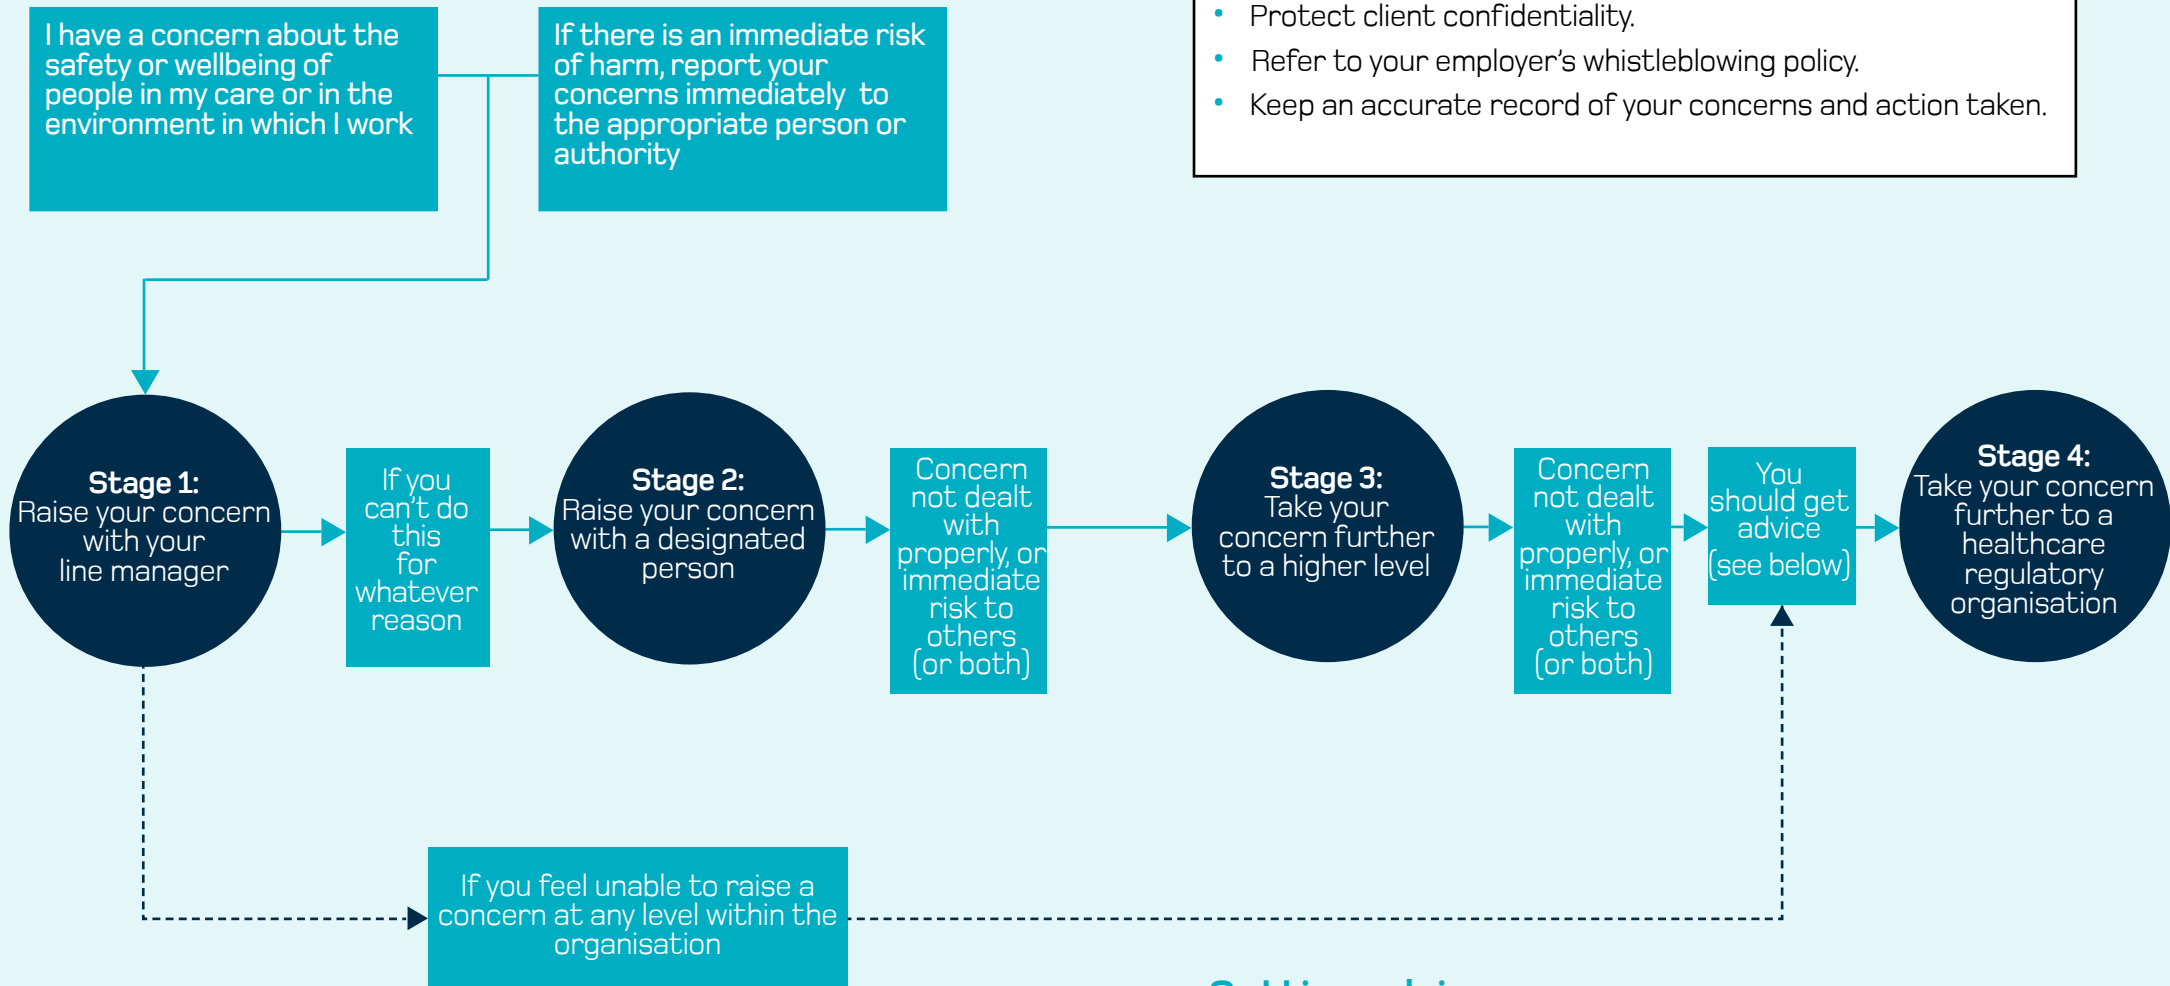 I have a concern about the
safety or wellbeing of
people in my care or in the
environment in which I work
If there is an immediate risk
of harm, report your
concerns immediately to
the appropriate person or
authority
• Protect client confidentiality.
• Refer to your employer's whistleblowing policy.
• Keep an accurate record of your concerns and action taken.
Stage 1:
Raise your concern
with your
line manager
If you
can't do
this
for
whatever
reason
Stage 2:
Raise your concern
with a designated
person
Concern
not dealt
with
properly, or
immediate
risk to
others
(or both)
Stage 3:
Take your
concern further
to a higher level
Concern
not dealt
with
properly, or
immediate
risk to
others
(or both)
You
should get
advice
(see below)
Stage 4:
Take your concern
further to a
healthcare
regulatory
organisation
If you feel unable to raise a
concern at any level within the
organisation